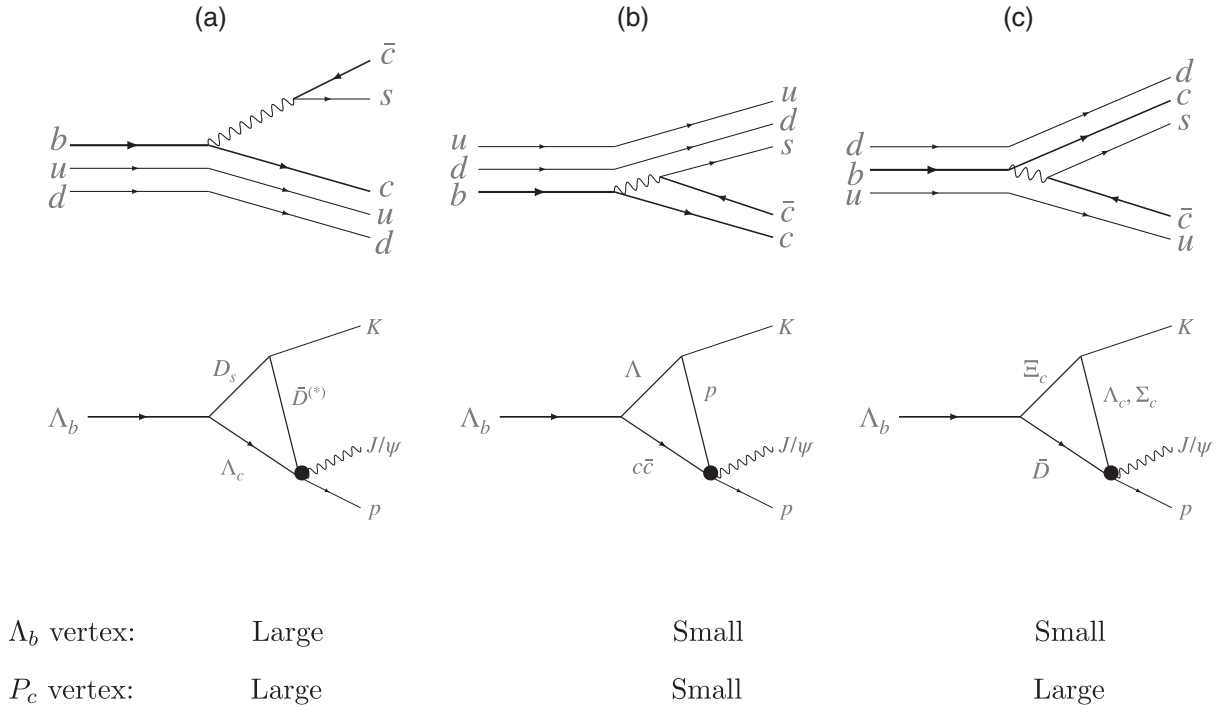 (a) (b) (c)
c̄
s
b
u
d
c
u
d
u
d
b
u
d
s
c̄
c
d
b
u
d
c
s
c̄
u
Λ_b
D_s
D̄^(*)
Λ_c
K
J/ψ
p
Λ_b
Λ
p
cc̄
K
J/ψ
p
Λ_b
Ξ_c
Λ_c, Σ_c
D̄
K
J/ψ
p
Λ_b vertex: Large Small Small
P_c vertex: Large Small Large